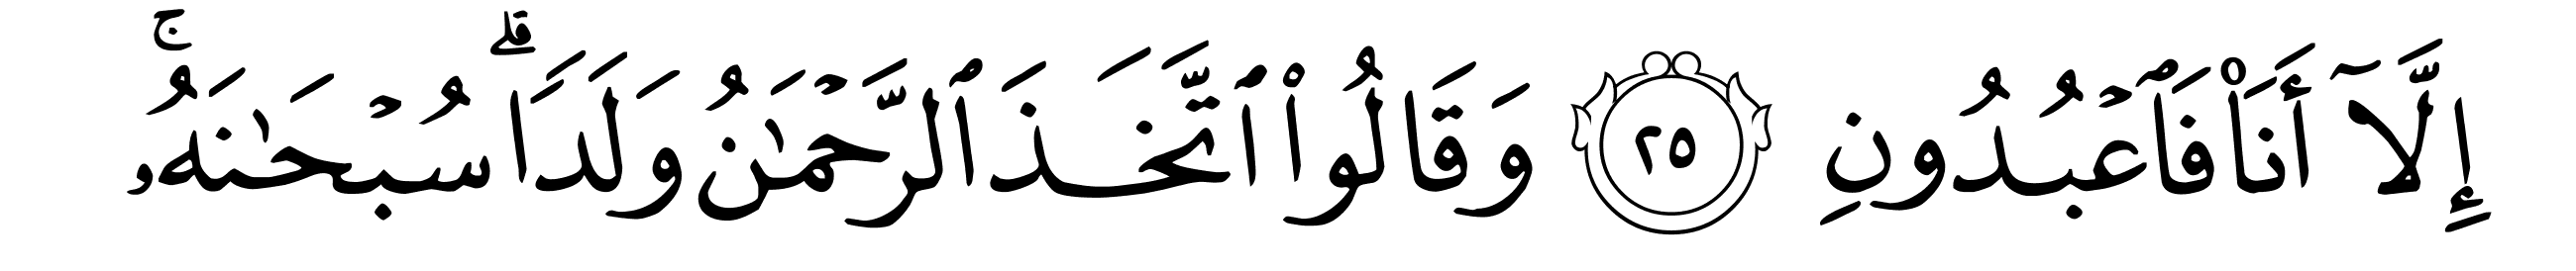 إِلَّآ أَنَا۠ فَٱعۡبُدُونِ ٢٥ وَقَالُوا۟ ٱتَّخَذَ ٱلرَّحۡمَـٰنُ وَلَدًاۗ سُبۡحَـٰنَهُۥۚ